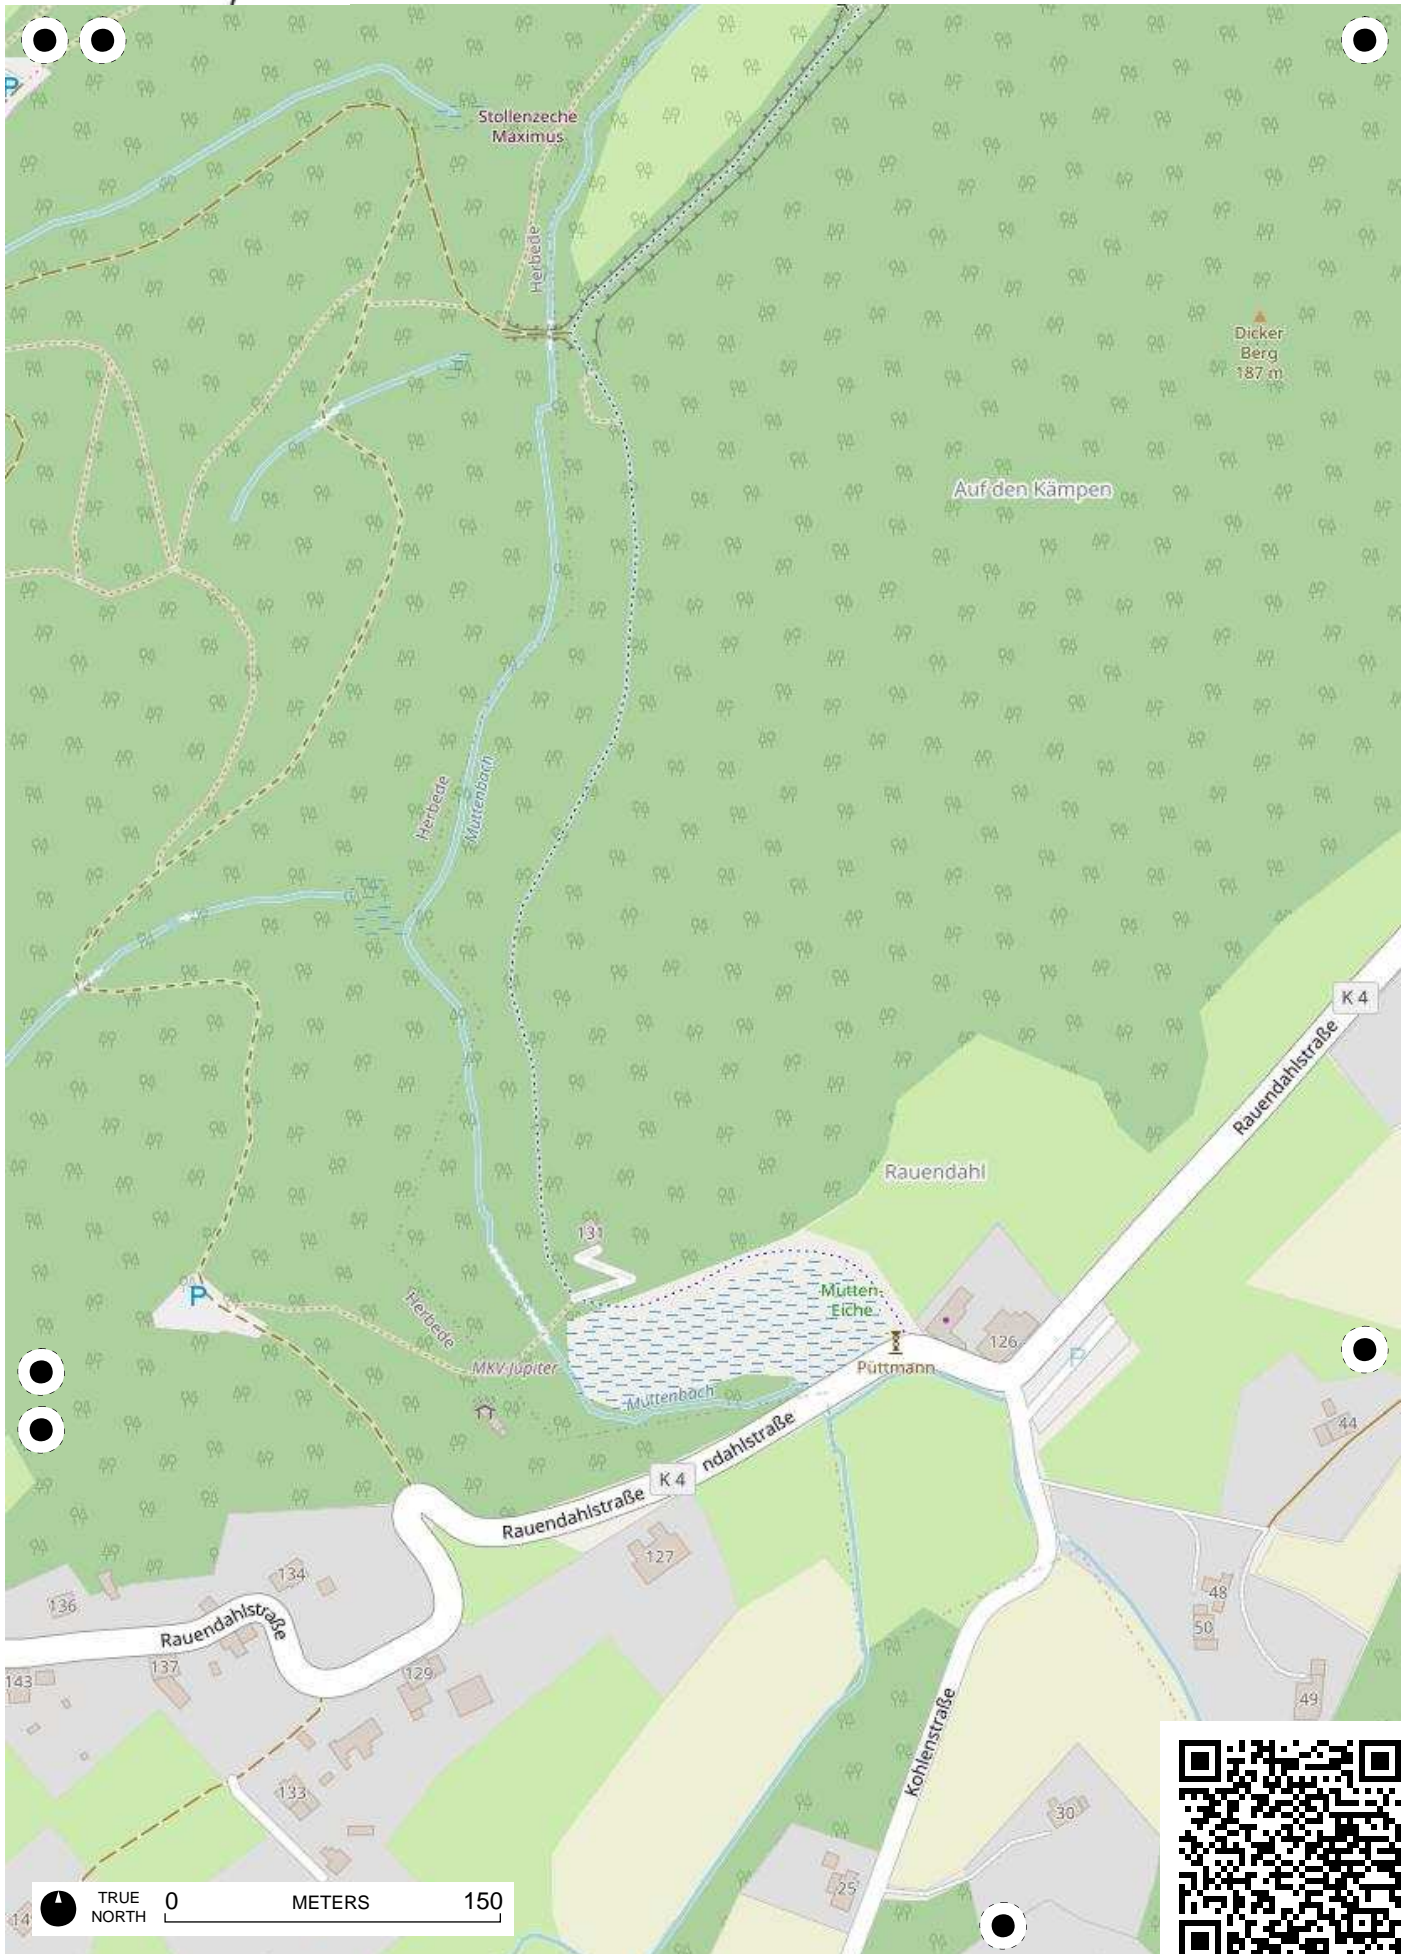 P
Stollenzeche
Maximus
Herbede
Dicker
Berg
187 m
Auf den Kämpen
Herbede
Muttenbach
K 4
Rauendahlstraße
Rauendahl
131
P
Mutten-
Eiche
Herbede
126
P
MKV Jupiter
Püttmann
Muttenbach
44
ndahlstraße
K 4
Rauendahlstraße
127
134
136
48
50
Rauendahlstraße
137
129
143
49
Kohlenstraße
133
30
25
TRUE
NORTH
0 METERS 150